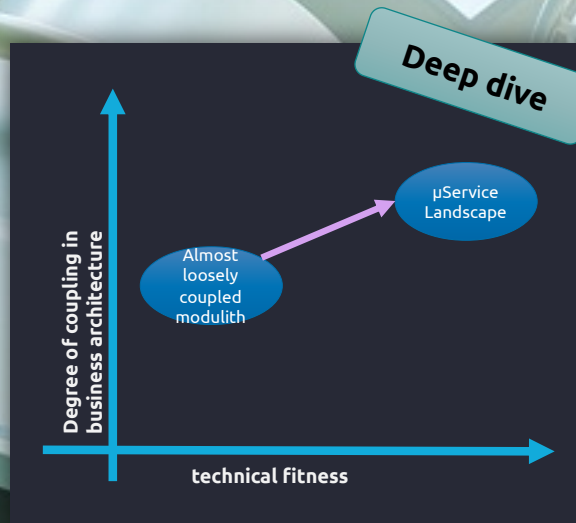 Deep dive
µService
Landscape
Almost
loosely
coupled
modulith
Degree of coupling in
business architecture
technical fitness